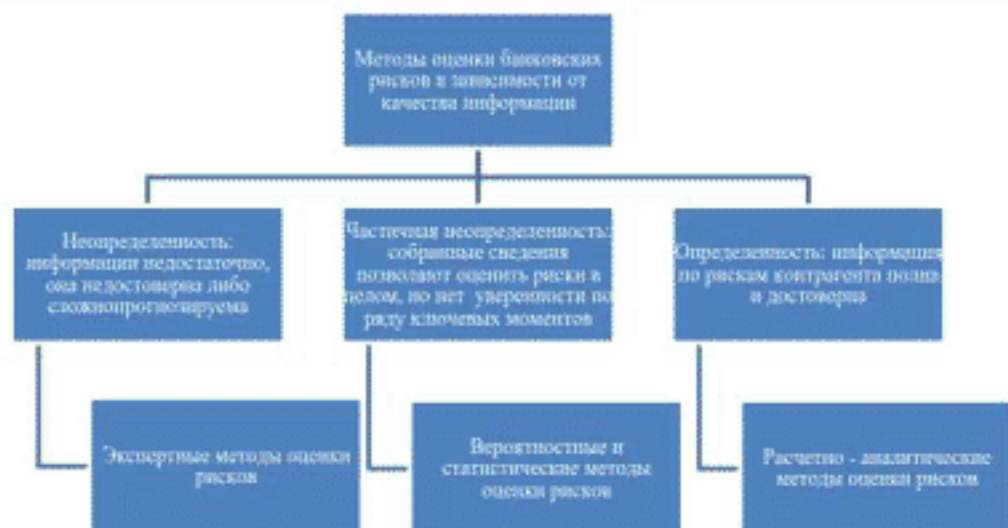 Методы оценки банковских
рисков в зависимости от
качества информации
Неопределенность:
информации недостаточно,
она недостоверна либо
сложнопрогнозируема
Частичная неопределенность:
собранные сведения
позволяют оценить риски в
целом, но нет уверенности по
ряду ключевых моментов
Определенность: информация
по рискам контрагента полна
и достоверна
Экспертные методы оценки
рисков
Вероятностные и
статистические методы
оценки рисков
Расчетно - аналитические
методы оценки рисков